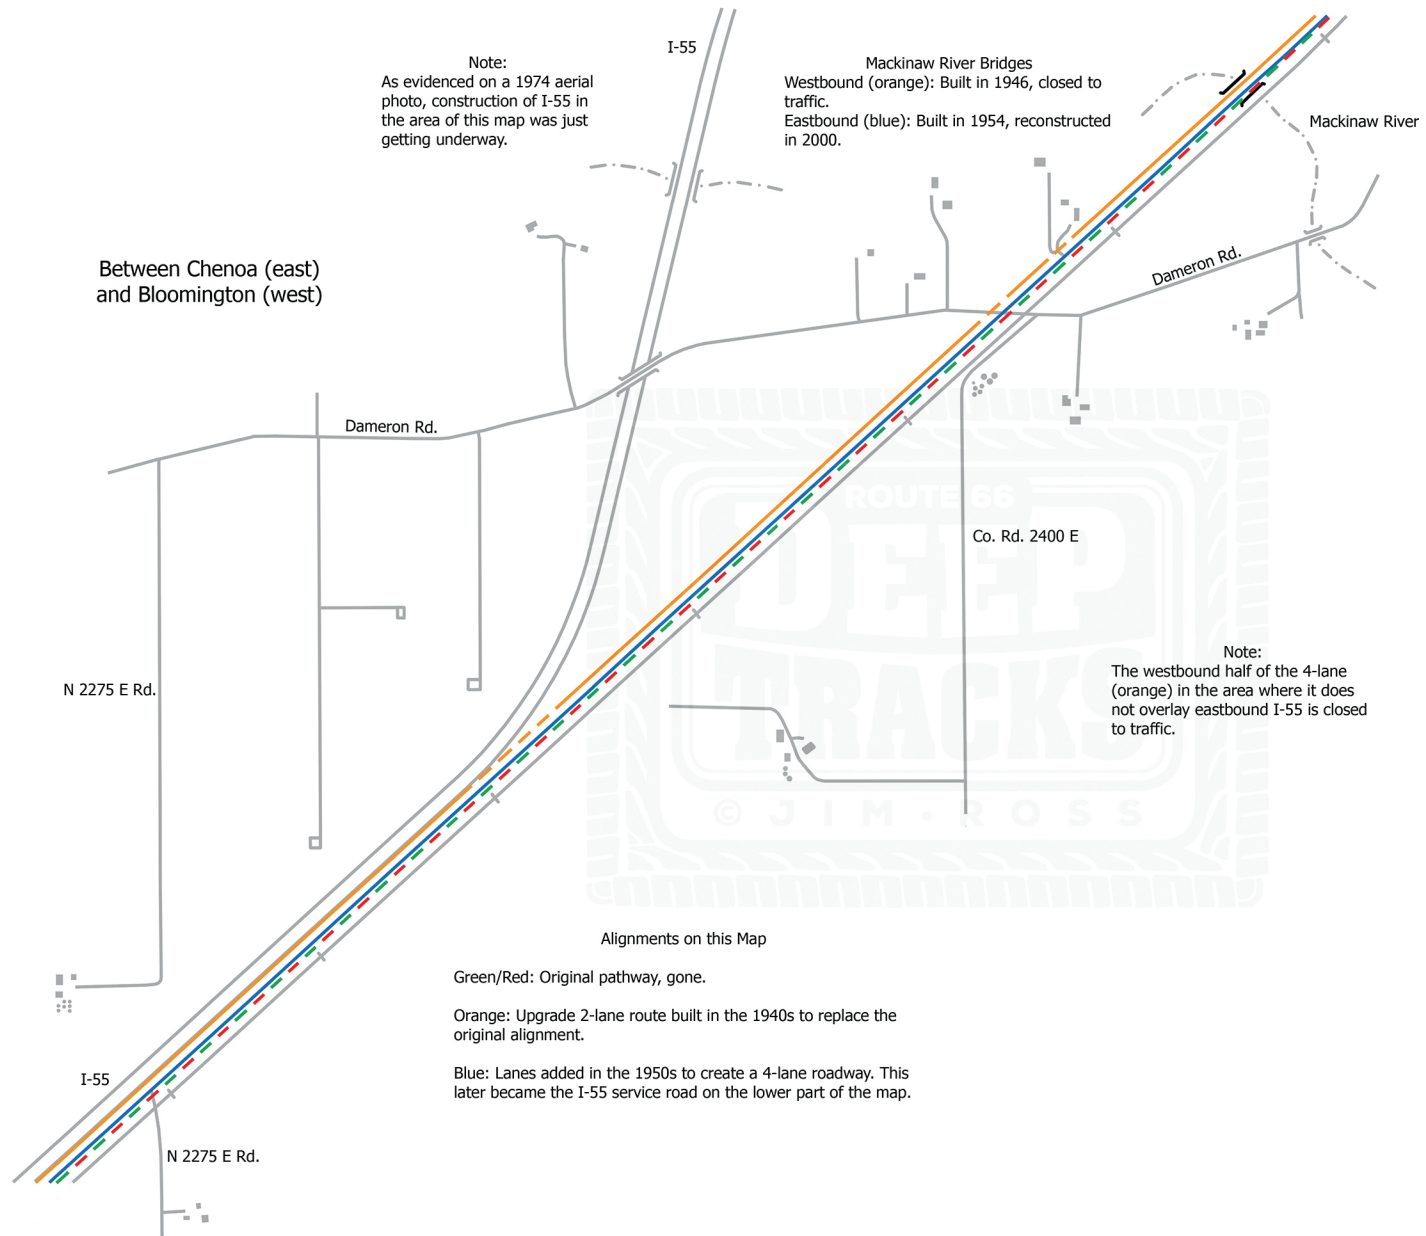 I-55
Note:
As evidenced on a 1974 aerial
photo, construction of I-55 in
the area of this map was just
getting underway.
Mackinaw River Bridges
Westbound (orange): Built in 1946, closed to
traffic.
Eastbound (blue): Built in 1954, reconstructed
in 2000.
Mackinaw River
Between Chenoa (east)
and Bloomington (west)
Dameron Rd.
Dameron Rd.
ROUTE 66
DEEP
TRACKS
© JIM • ROSS
Co. Rd. 2400 E
N 2275 E Rd.
Note:
The westbound half of the 4-lane
(orange) in the area where it does
not overlay eastbound I-55 is closed
to traffic.
Alignments on this Map
Green/Red: Original pathway, gone.
Orange: Upgrade 2-lane route built in the 1940s to replace the
original alignment.
Blue: Lanes added in the 1950s to create a 4-lane roadway. This
later became the I-55 service road on the lower part of the map.
I-55
N 2275 E Rd.